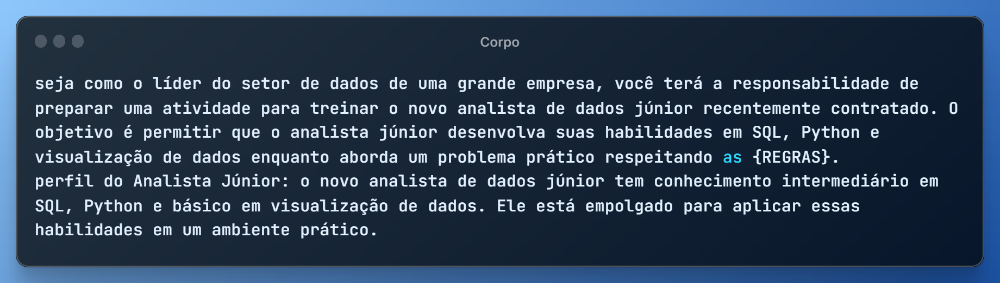 Corpo
seja como o líder do setor de dados de uma grande empresa, você terá a responsabilidade de
preparar uma atividade para treinar o novo analista de dados júnior recentemente contratado. O
objetivo é permitir que o analista júnior desenvolva suas habilidades em SQL, Python e
visualização de dados enquanto aborda um problema prático respeitando as {REGRAS}.
perfil do Analista Júnior: o novo analista de dados júnior tem conhecimento intermediário em
SQL, Python e básico em visualização de dados. Ele está empolgado para aplicar essas
habilidades em um ambiente prático.